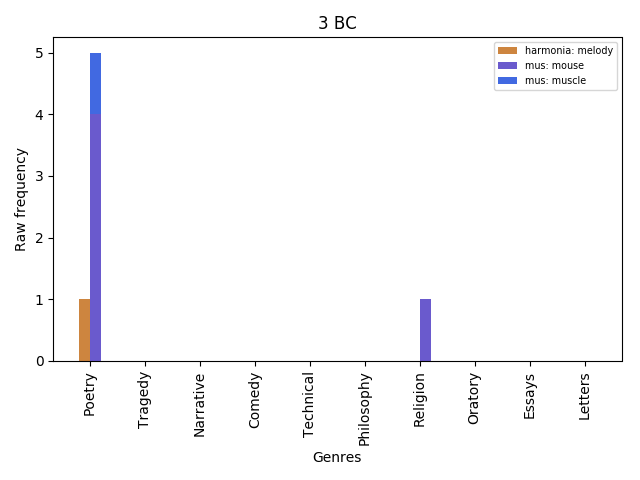 3 BC
harmonia: melody
mus: mouse
mus: muscle
Raw frequency
5
4
3
2
1
0
Poetry
Tragedy
Narrative
Comedy
Technical
Philosophy
Religion
Oratory
Essays
Letters
Genres